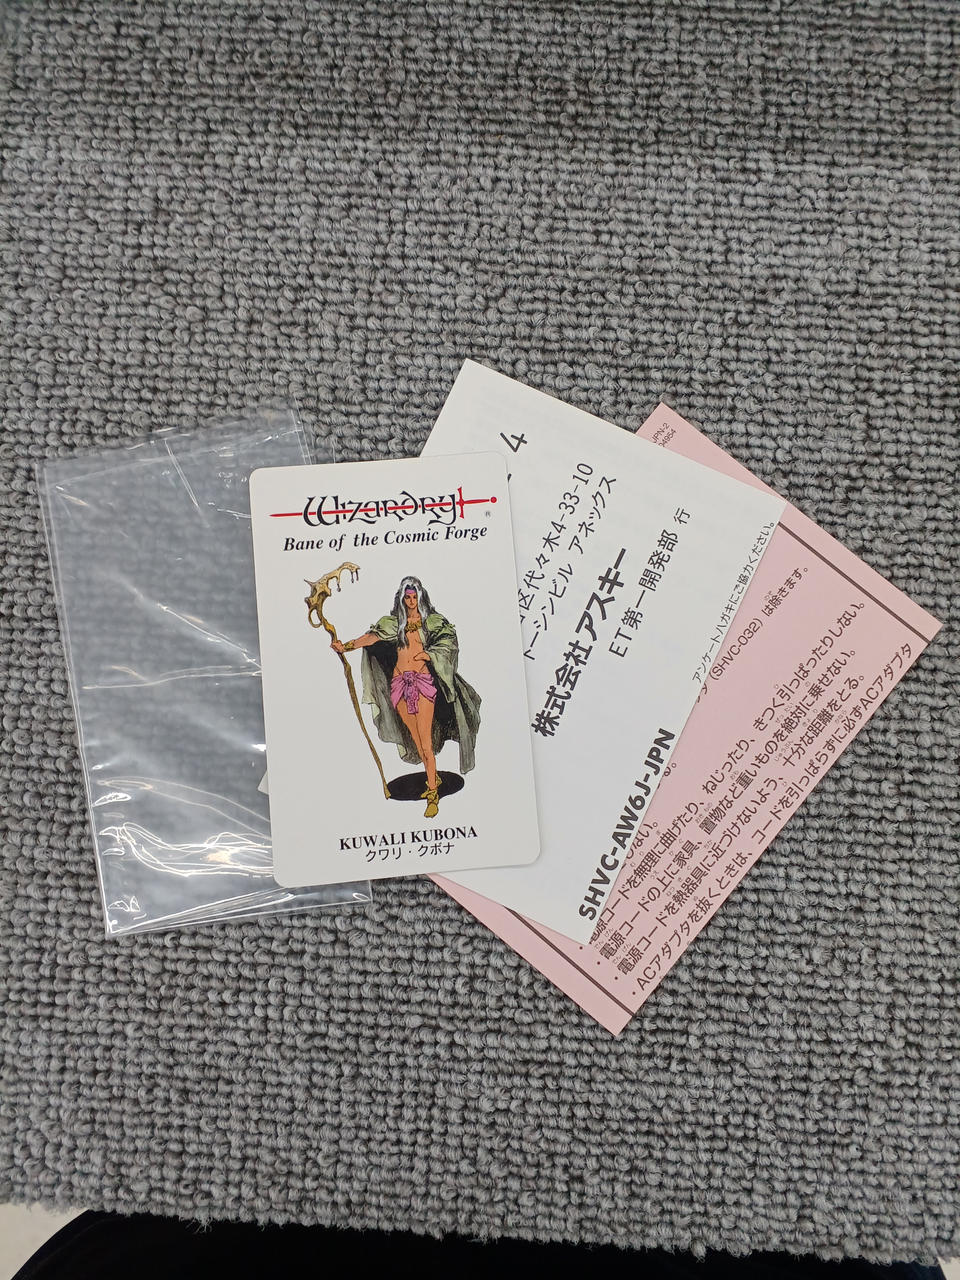 Wizardry
®
Bane of the Cosmic Forge
KUWALI KUBONA
クワリ・クボナ
4
区代々木4-33-10
トーシンビル アネックス
株式会社アスキー
ET第一開発部 行
アンケートハガキにご協力ください。
SHVC-AW6J-JPN
JPN-2
(SHVC-032) は除きます。
電源コードを無理に曲げたり、ねじったり、きつく引っぱったりしない。
・電源コードの上に家具、置物など重いものを絶対に乗せない。
・電源コードを熱器具に近づけないよう、十分な距離をとる。
・ACアダプタを抜くときは、コードを引っぱらずに必ずACアダプタ